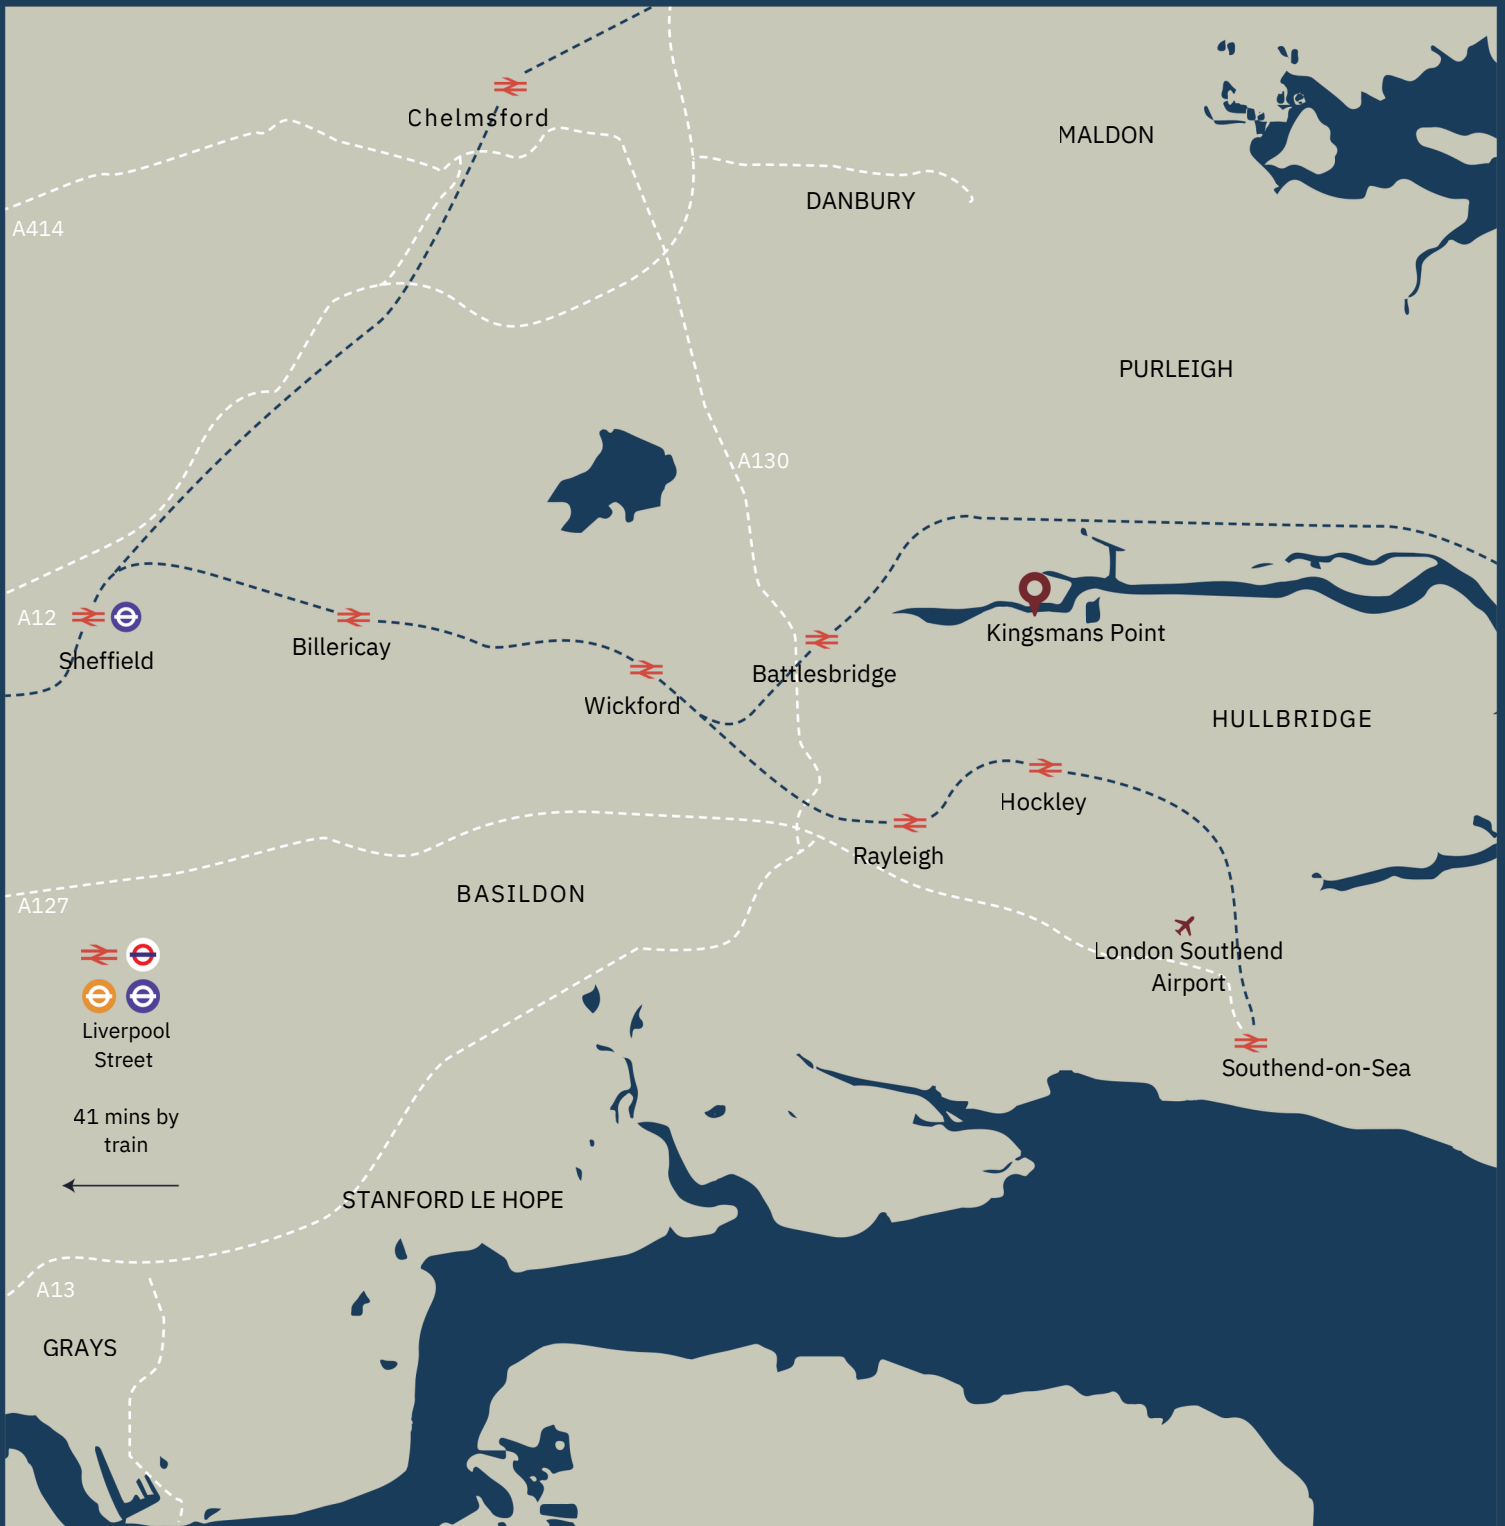 Chelmsford
MALDON
DANBURY
A414
PURLEIGH
A130
A12
Sheffield
Billericay
Kingsmans Point
Battlesbridge
Wickford
HULLBRIDGE
Hockley
Rayleigh
BASILDON
A127
London Southend
Airport
Liverpool
Street
Southend-on-Sea
41 mins by
train
STANFORD LE HOPE
A13
GRAYS